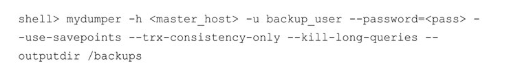 shell> mydumper -h <master_host> -u backup_user --password=<pass> -
-use-savepoints --trx-consistency-only --kill-long-queries --
outputdir /backups